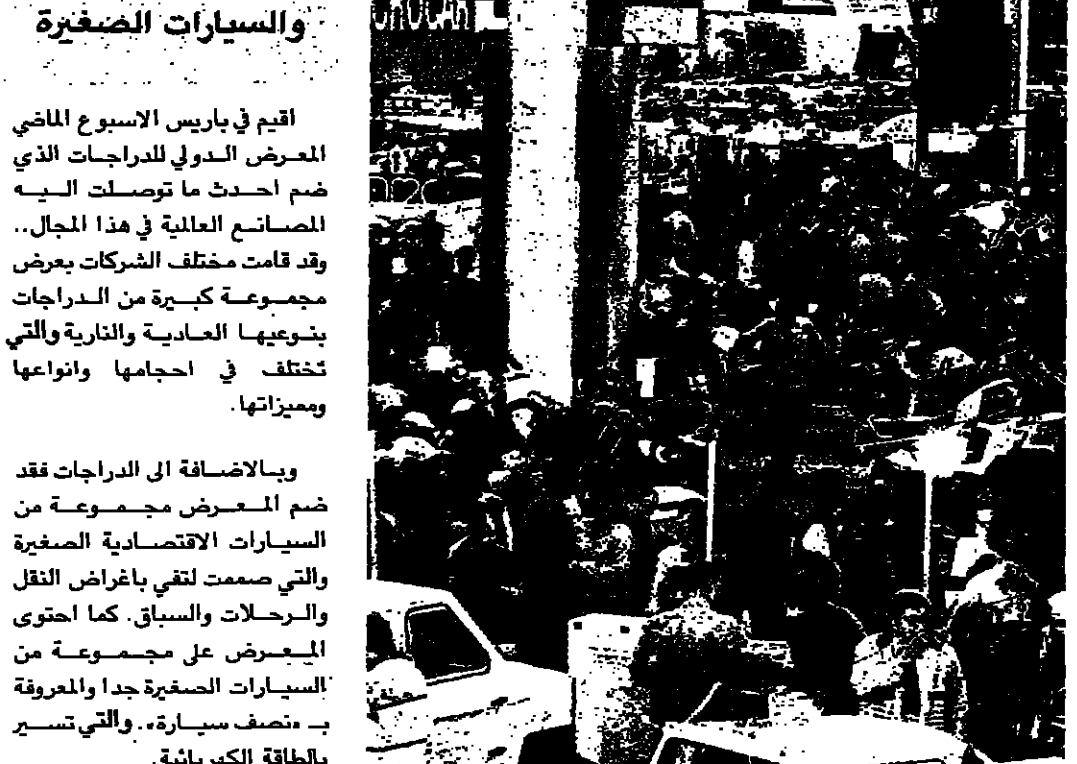 والسيارات الصغيرة
اقيم في باريس الاسبوع الماضي
المعرض الدولي للدراجات الذي
ضم احدث ما توصلت اليه
المصانع العالمية في هذا المجال..
وقد قامت مختلف الشركات بعرض
مجموعة كبيرة من الدراجات
بنوعيها العادية والنارية والتي
تختلف في احجامها وانواعها
ومميزاتها.
وبالاضافة الى الدراجات فقد
ضم المعرض مجموعة من
السيارات الاقتصادية الصغيرة
والتي صممت لتفي باغراض النقل
والرحلات والسباق. كما احتوى
المعرض على مجموعة من
السيارات الصغيرة جدا والمعروفة
بـ «نصف سيارة». والتي تسير
بالطاقة الكهربائية.